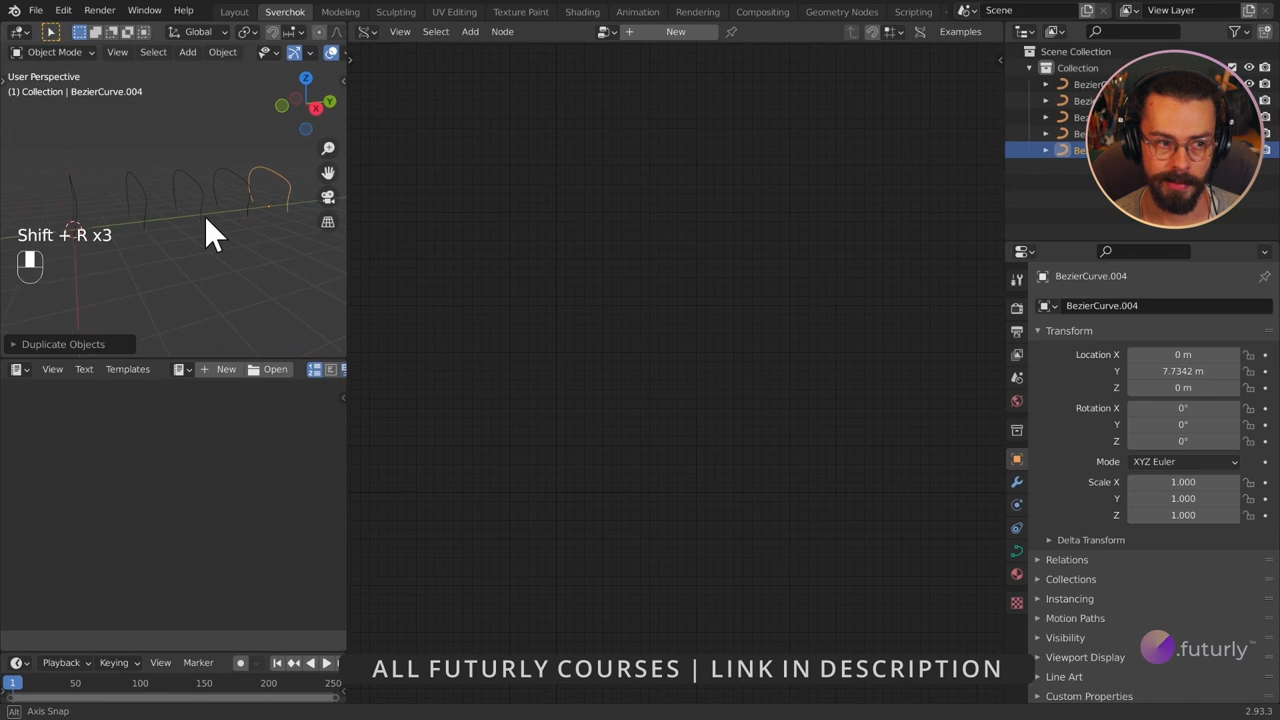 File Edit Render Window Help Layout Sverchok Modeling Sculpting UV Editing Texture Paint Shading Animation Rendering Compositing Geometry Nodes Scripting Scene View Layer
Global View Select Add Node New Examples
Object Mode View Select Add Object
User Perspective
(1) Collection | BezierCurve.004
Z
Y
X
Shift + R x3
Duplicate Objects
View Text Templates New Open
Playback Keying View Marker
1 50 100 150 200 250
Alt Axis Snap
Scene Collection
Collection
BezierCurve.004
BezierCurve.004
Transform
Location X 0 m
Y 7.7342 m
Z 0 m
Rotation X 0°
Y 0°
Z 0°
Mode XYZ Euler
Scale X 1.000
Y 1.000
Z 1.000
Delta Transform
Relations
Collections
Instancing
Motion Paths
Visibility
Viewport Display
Line Art
Custom Properties
.futurly™
ALL FUTURLY COURSES | LINK IN DESCRIPTION
2.93.3